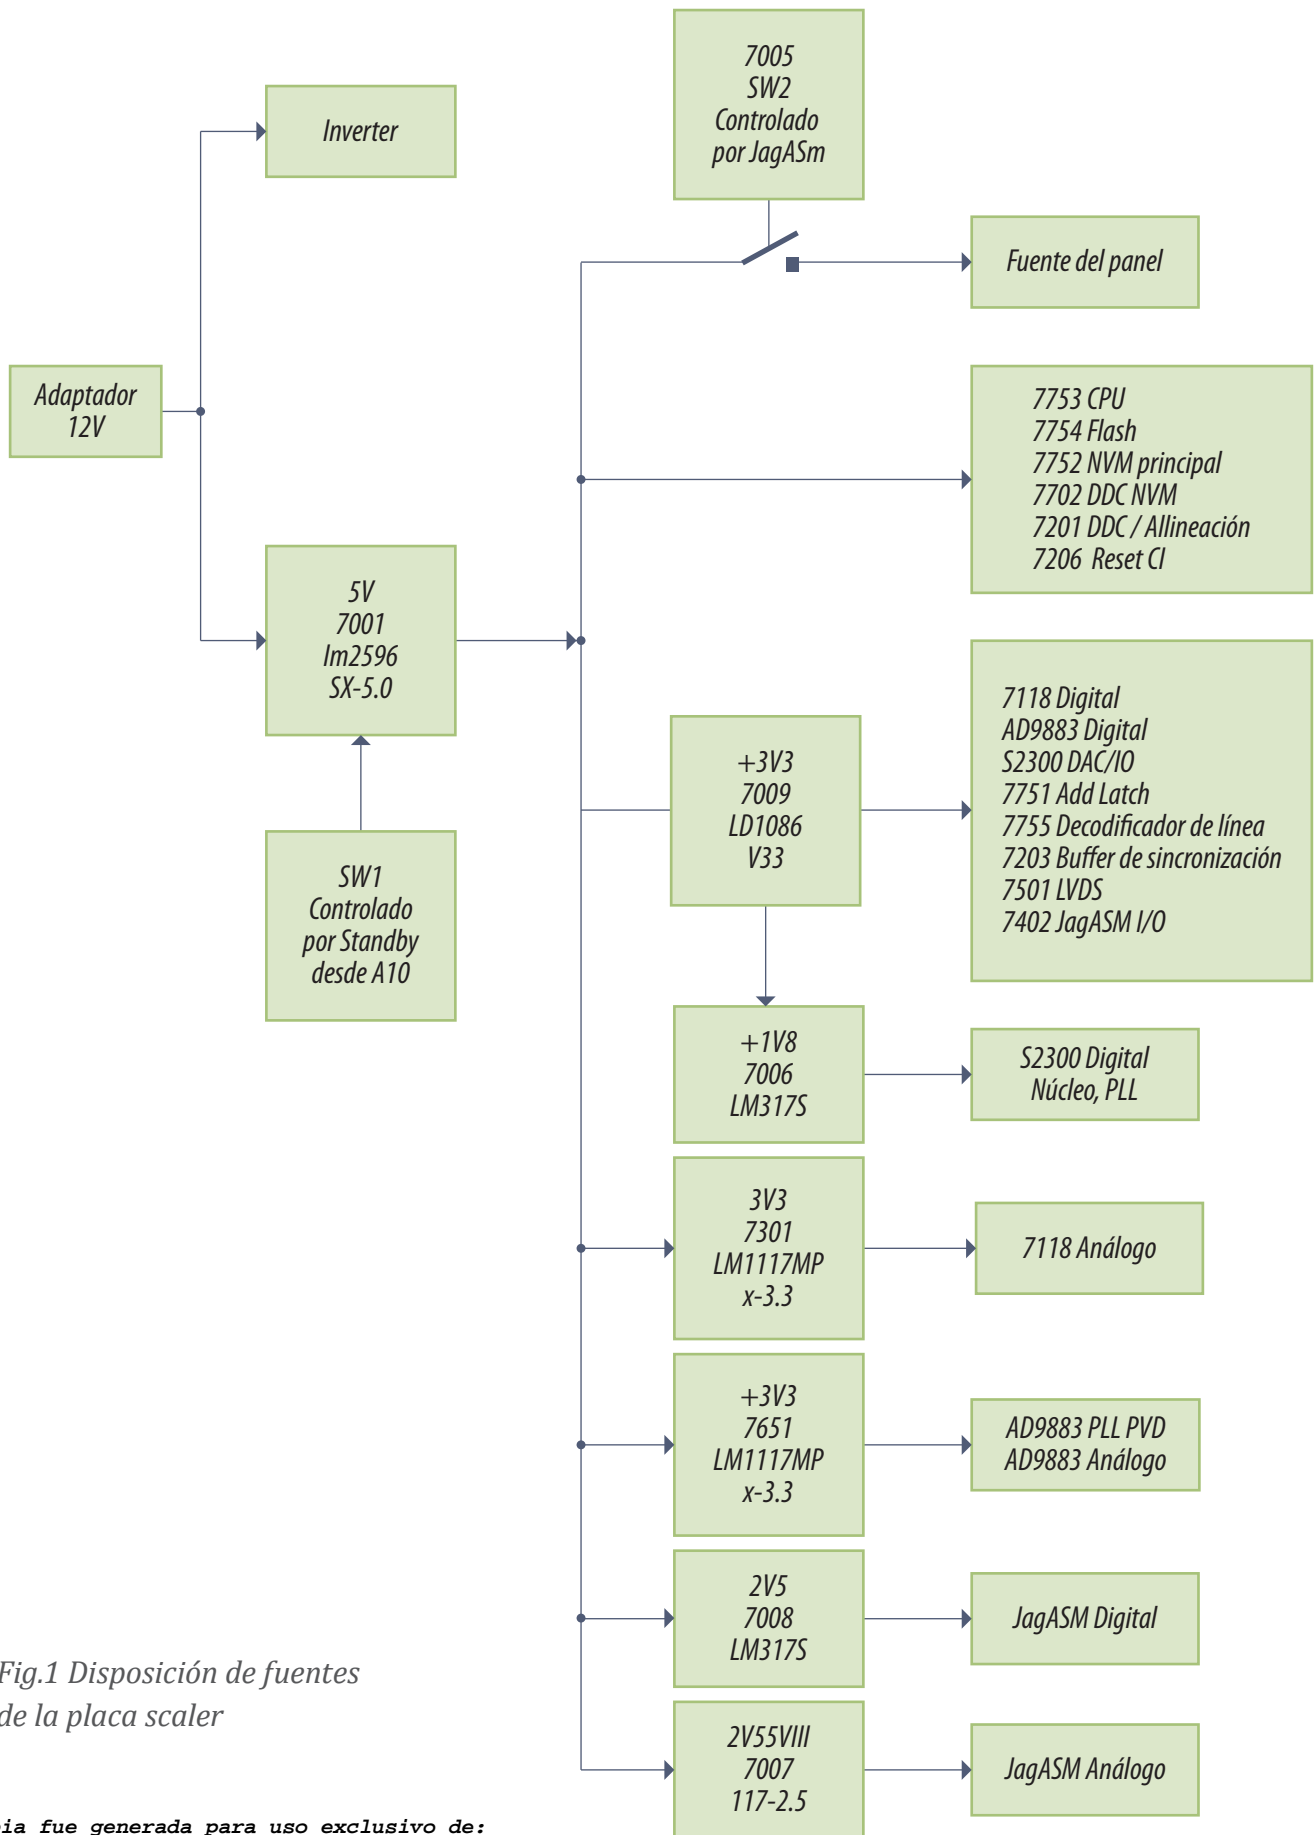 7005
SW2
Controlado
por JagASm
Inverter
Fuente del panel
Adaptador
12V
7753 CPU
7754 Flash
7752 NVM principal
7702 DDC NVM
7201 DDC / Allineación
7206 Reset CI
5V
7001
lm2596
SX-5.0
7118 Digital
AD9883 Digital
S2300 DAC/IO
7751 Add Latch
7755 Decodificador de línea
7203 Buffer de sincronización
7501 LVDS
7402 JagASM I/O
+3V3
7009
LD1086
V33
SW1
Controlado
por Standby
desde A10
+1V8
7006
LM317S
S2300 Digital
Núcleo, PLL
3V3
7301
LM1117MP
x-3.3
7118 Análogo
+3V3
7651
LM1117MP
x-3.3
AD9883 PLL PVD
AD9883 Análogo
2V5
7008
LM317S
JagASM Digital
Fig.1 Disposición de fuentes
de la placa scaler
2V55VIII
7007
117-2.5
JagASM Análogo
fue generada para uso exclusivo de: